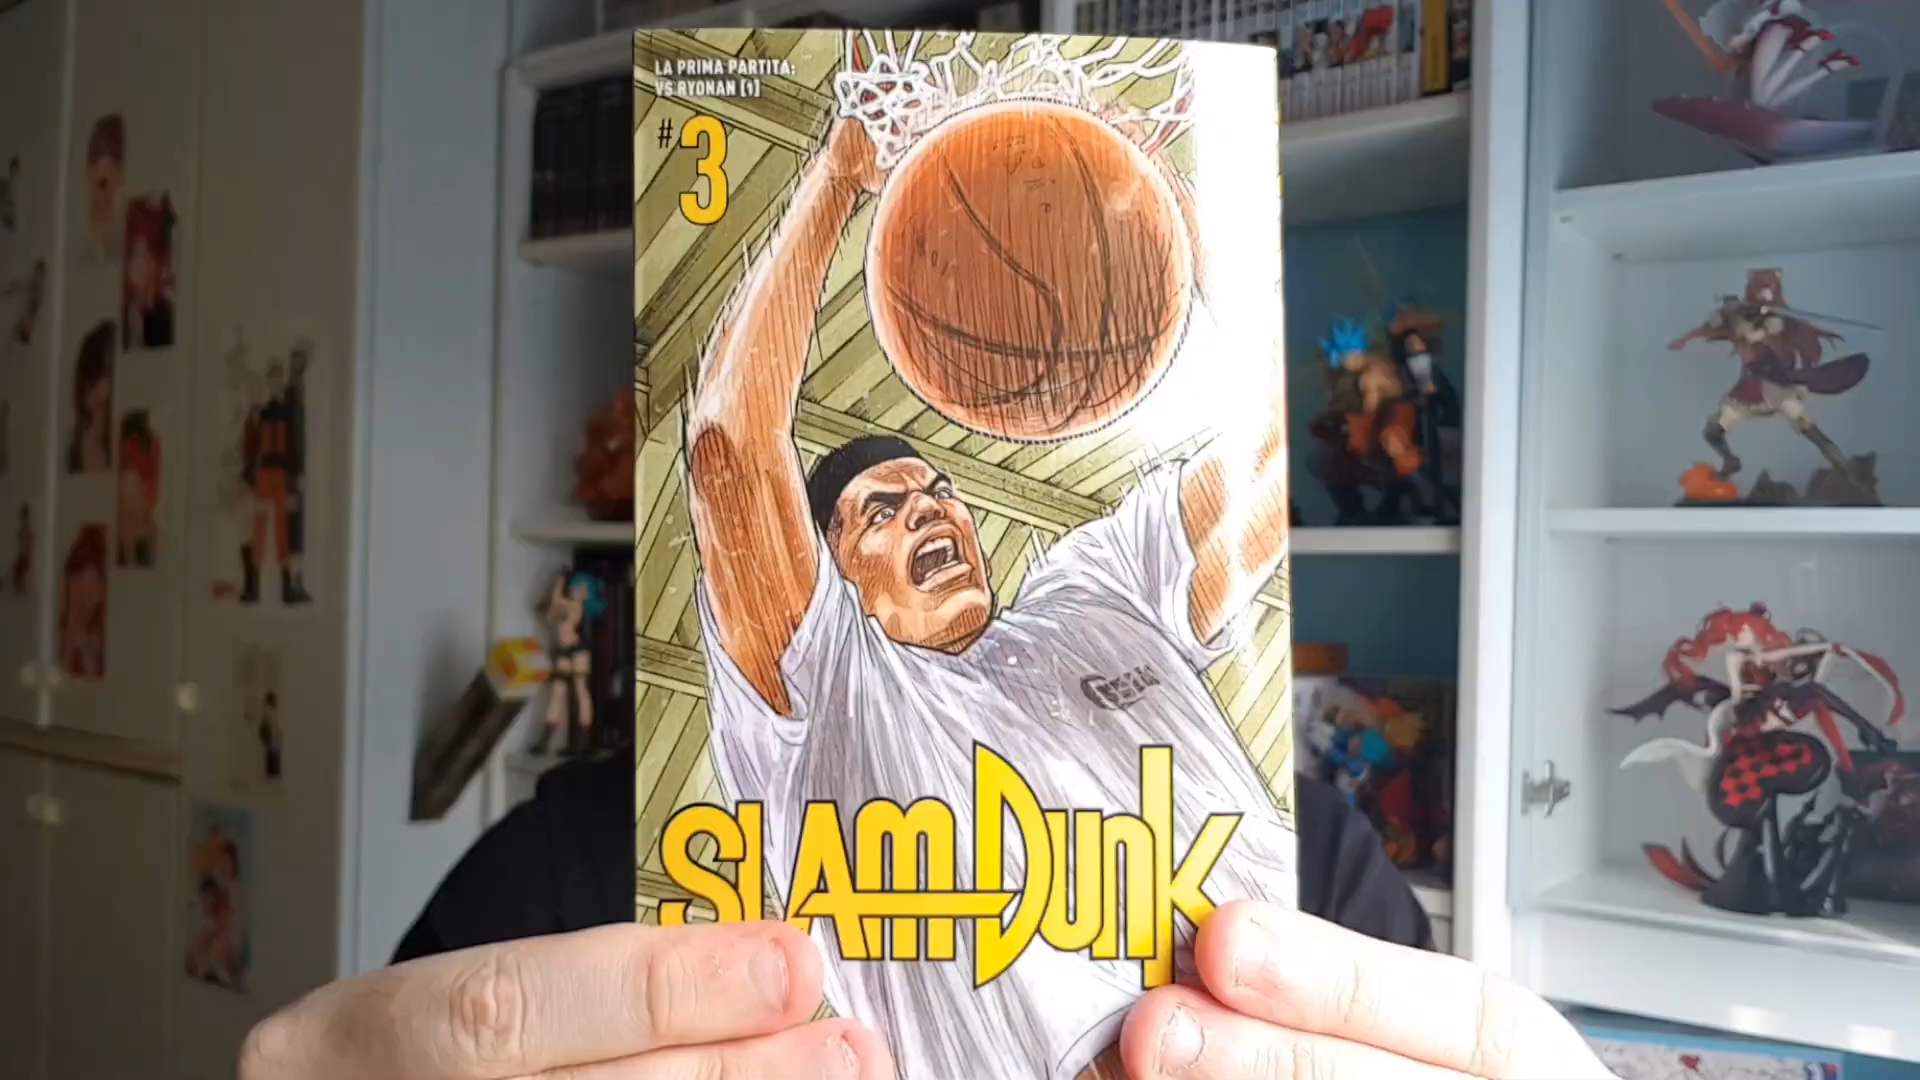 LA PRIMA PARTITA:
VS RYONAN [1]
#3
SLAM DUNK